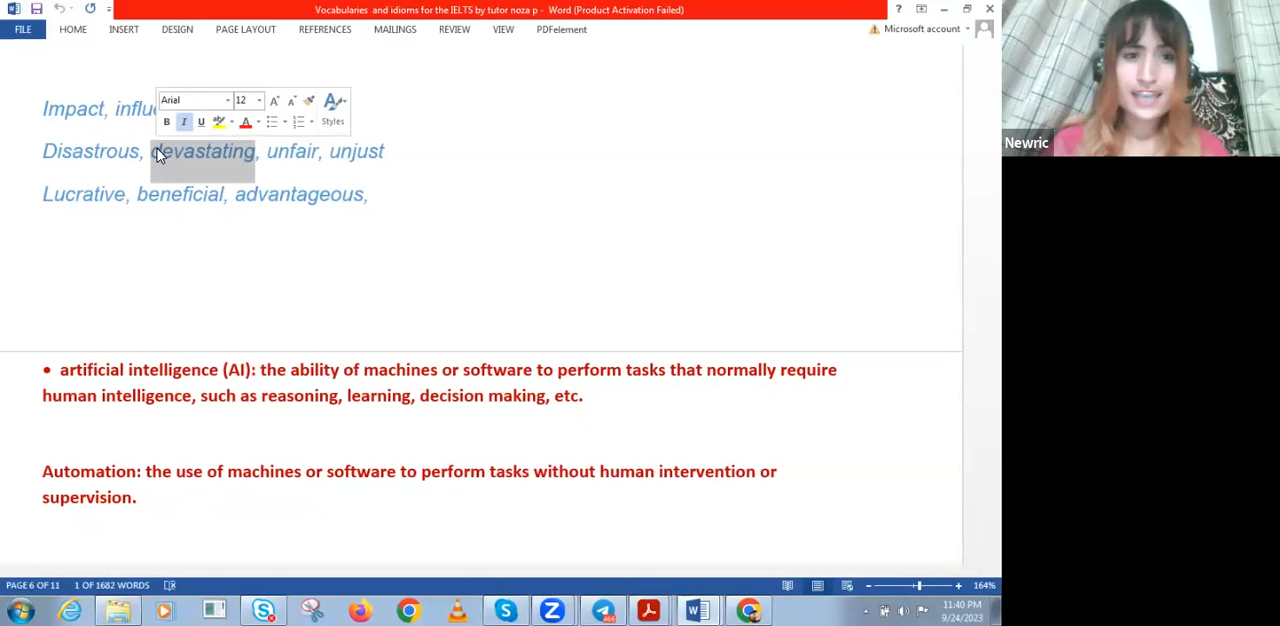 Vocabularies and idioms for the IELTS by tutor noza p - Word (Product Activation Failed)
?
FILE HOME INSERT DESIGN PAGE LAYOUT REFERENCES MAILINGS REVIEW VIEW PDFelement
Microsoft account
Arial 12
B I U Styles
Impact,
Disastrous, devastating, unfair, unjust
Lucrative, beneficial, advantageous,
• artificial intelligence (AI): the ability of machines or software to perform tasks that normally require
human intelligence, such as reasoning, learning, decision making, etc.
Automation: the use of machines or software to perform tasks without human intervention or
supervision.
PAGE 6 OF 11 1 OF 1682 WORDS 164%
11:40 PM
9/24/2023
Newric